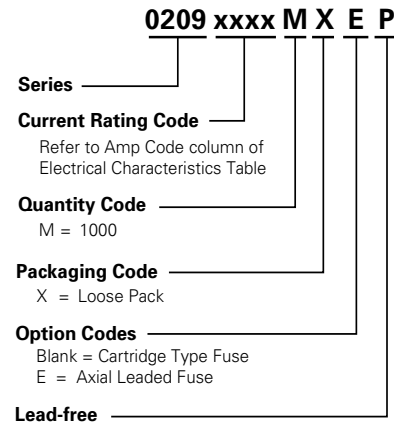 0209 xxxx M X E P
Series
Current Rating Code
Refer to Amp Code column of
Electrical Characteristics Table
Quantity Code
M = 1000
Packaging Code
X = Loose Pack
Option Codes
Blank = Cartridge Type Fuse
E = Axial Leaded Fuse
Lead-free